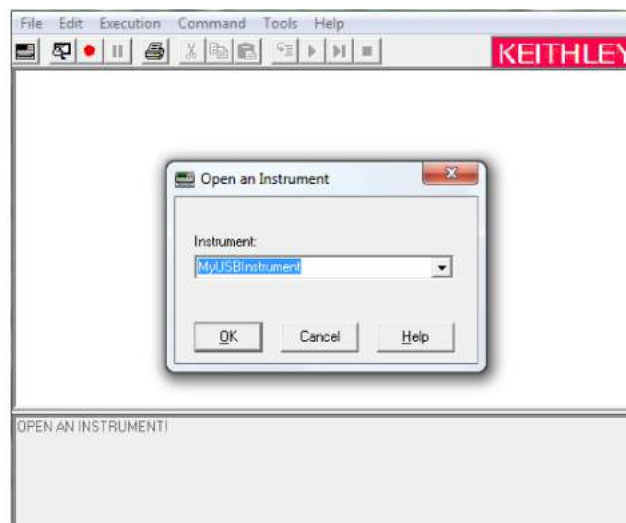 File Edit Execution Command Tools Help
KEITHLEY
Open an Instrument
Instrument:
MyUSBInstrument
OK Cancel Help
OPEN AN INSTRUMENT!